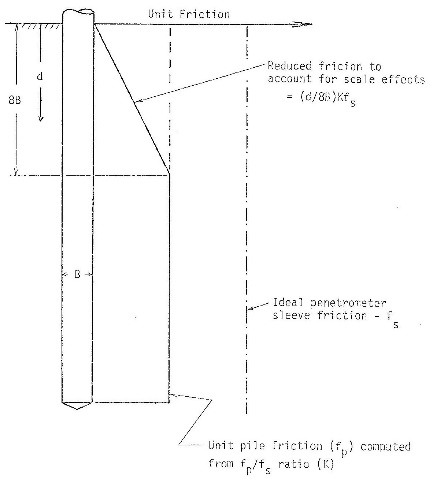 Unit Friction
d
8B
Reduced fricion to
account for scale effects
= (d/8B)Kfs
B
Ideal penetrometer
sleeve friction - fs
Unit pile friction (fp) computed
from fp/fs ratio (K)